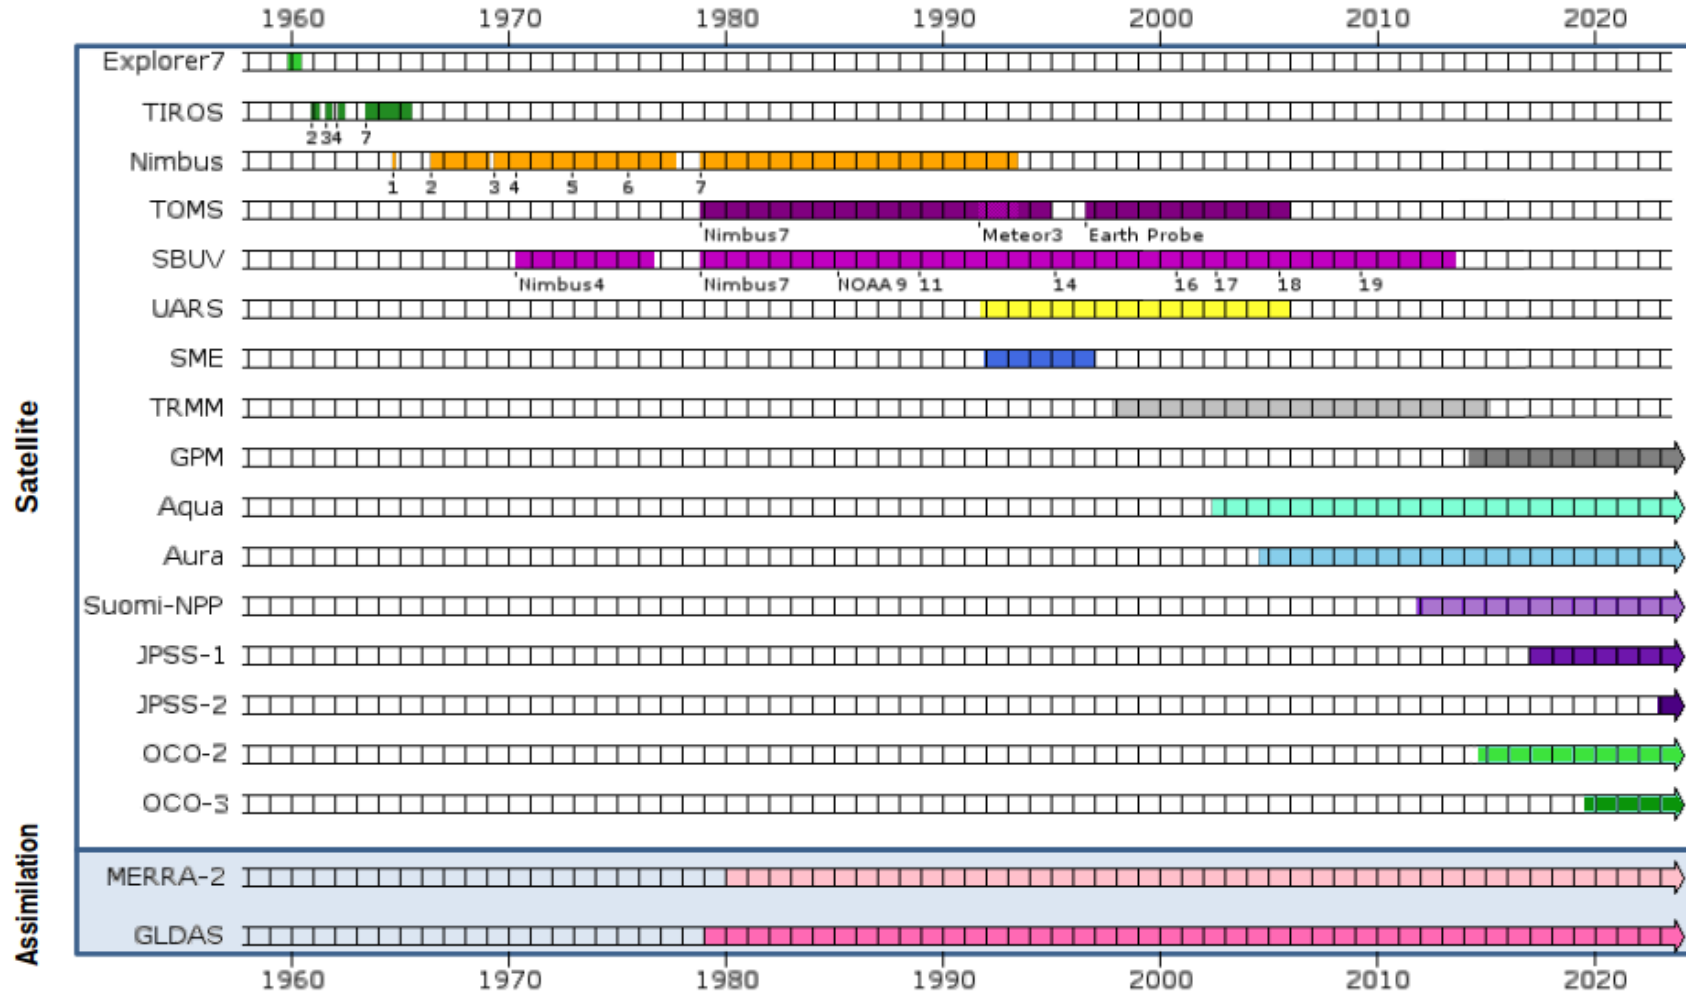 1960 1970 1980 1990 2000 2010 2020
Explorer7
TIROS
2 3 4 7
Nimbus
1 2 3 4 5 6 7
TOMS
Nimbus7 Meteor3 Earth Probe
SBUV
Nimbus4 Nimbus7 NOAA 9 11 14 16 17 18 19
UARS
SME
TRMM
GPM
Aqua
Aura
Suomi-NPP
JPSS-1
JPSS-2
OCO-2
OCO-3
Satellite
MERRA-2
GLDAS
Assimilation
1960 1970 1980 1990 2000 2010 2020